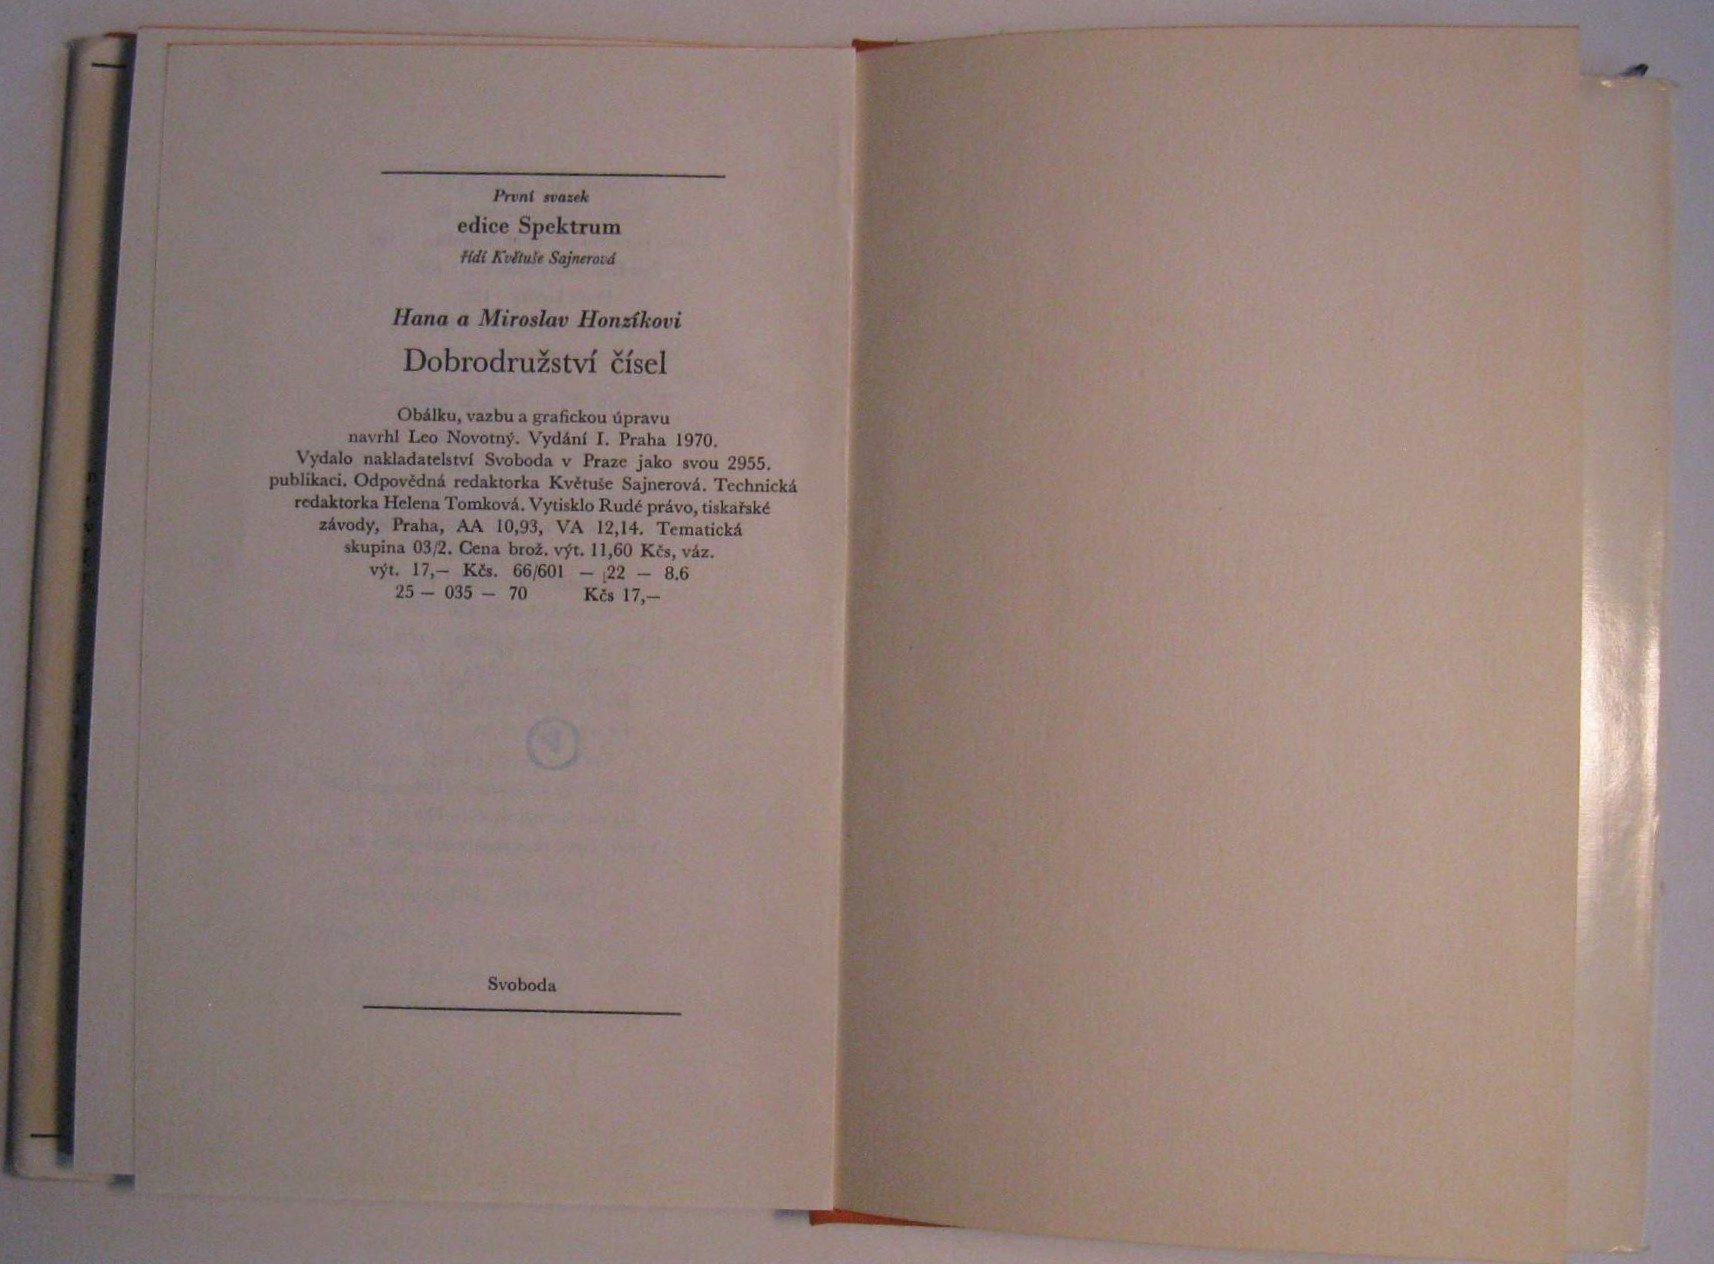 První svazek
edice Spektrum
řídí Květuše Sajnerová
Hana a Miroslav Honzíkovi
Dobrodružství čísel
Obálku, vazbu a grafickou úpravu
navrhl Leo Novotný. Vydání I. Praha 1970.
Vydalo nakladatelství Svoboda v Praze jako svou 2955.
publikaci. Odpovědná redaktorka Květuše Sajnerová. Technická
redaktorka Helena Tomková. Vytisklo Rudé právo, tiskařské
závody, Praha, AA 10,93, VA 12,14. Tematická
skupina 03/2. Cena brož. výt. 11,60 Kčs, váz.
výt. 17,— Kčs. 66/601 — 22 — 8.6
25 — 035 — 70 Kčs 17,—
Svoboda